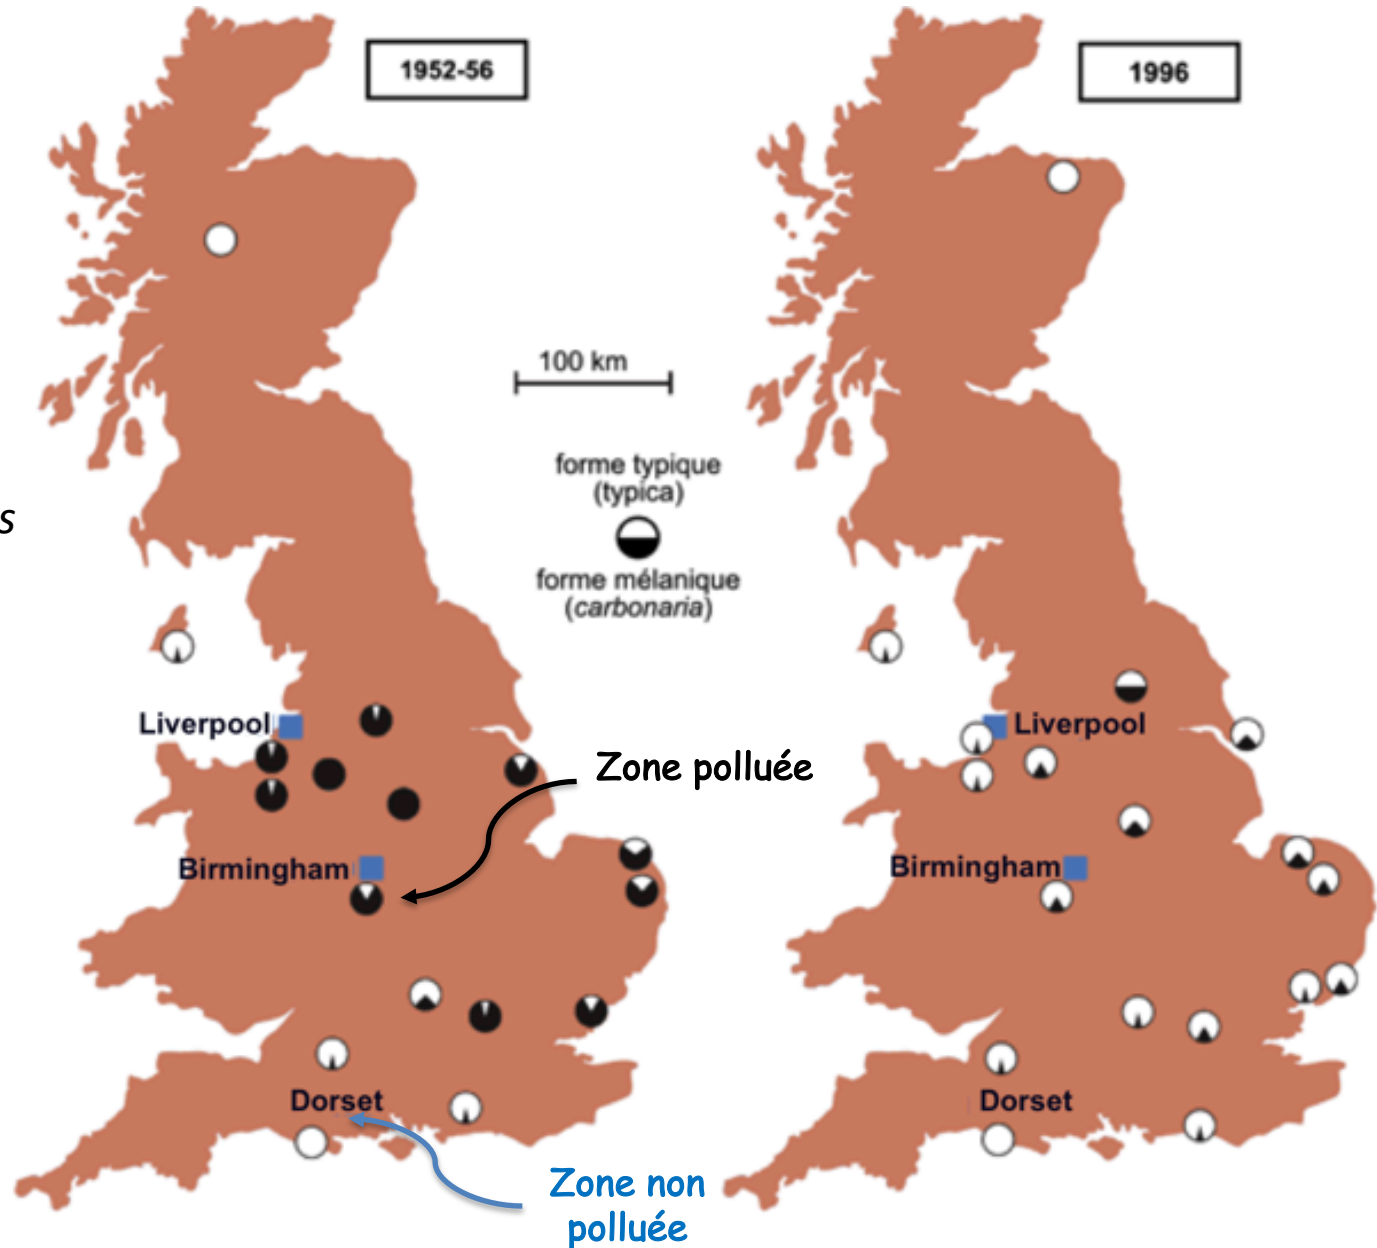 1952-56
1996
100 km
forme typique
(typica)
s
forme mélanique
(carbonaria)
Liverpool
Liverpool
Zone polluée
Birmingham
Birmingham
Dorset
Dorset
Zone non
polluée